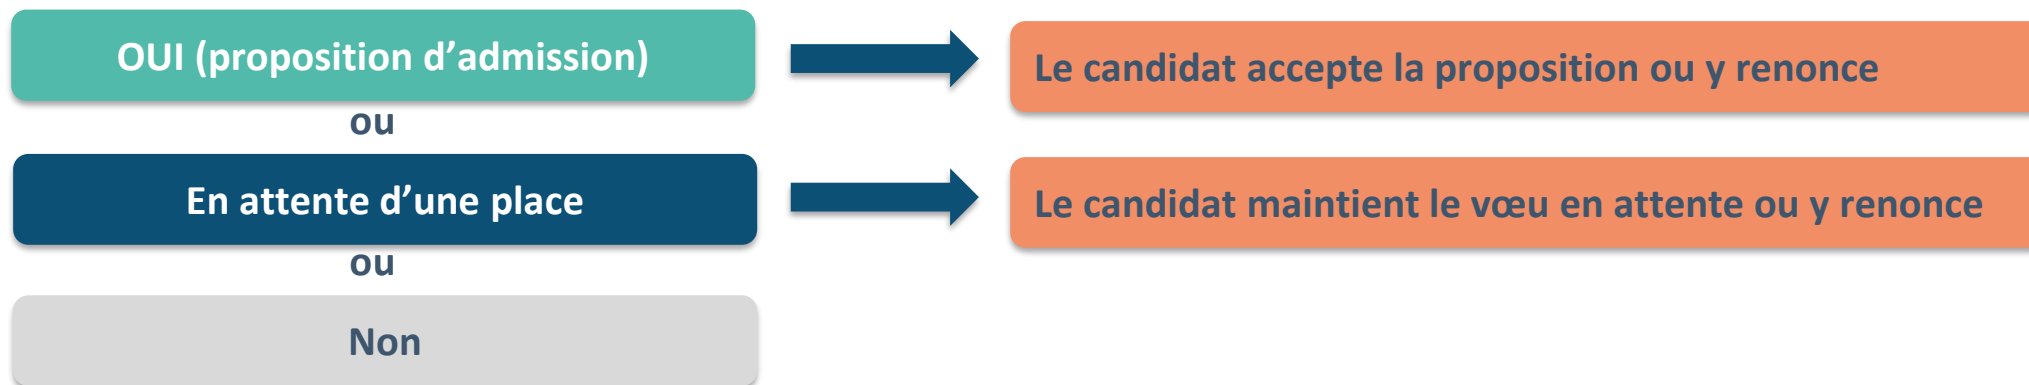 OUI (proposition d’admission)
Le candidat accepte la proposition ou y renonce
ou
En attente d’une place
Le candidat maintient le vœu en attente ou y renonce
ou
Non